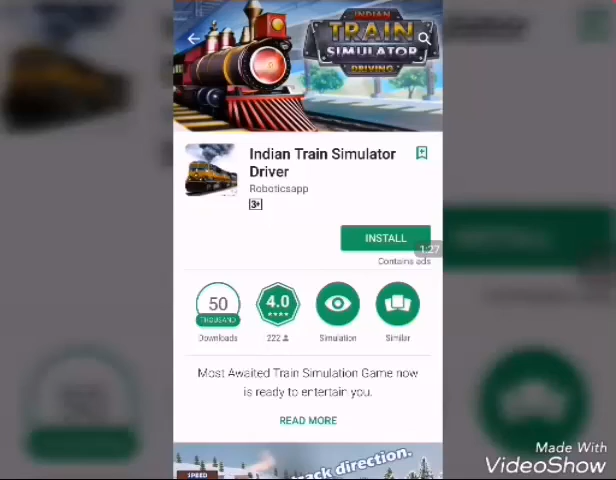 INDIAN
TRAIN
SIMULATOR
DRIVING
Indian Train Simulator
Driver
Roboticsapp
3+
INSTALL
1:27
Contains ads
50
THOUSAND
4.0
Downloads
222
Simulation
Similar
Most Awaited Train Simulation Game now
is ready to entertain you.
READ MORE
track direction.
SPEED
Made With
VideoShow